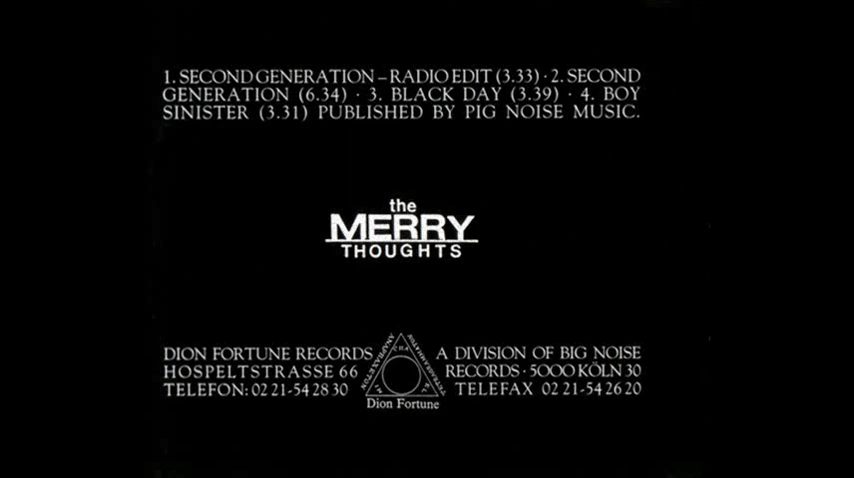 1. SECOND GENERATION – RADIO EDIT (3.33) · 2. SECOND
GENERATION (6.34) · 3. BLACK DAY (3.39) · 4. BOY
SINISTER (3.31) PUBLISHED BY PIG NOISE MUSIC.
the
MERRY
THOUGHTS
DION FORTUNE RECORDS A DIVISION OF BIG NOISE
HOSPELTSTRASSE 66 RECORDS · 5000 KÖLN 30
TELEFON: 02 21-54 28 30 TELEFAX 02 21-54 26 20
Dion Fortune